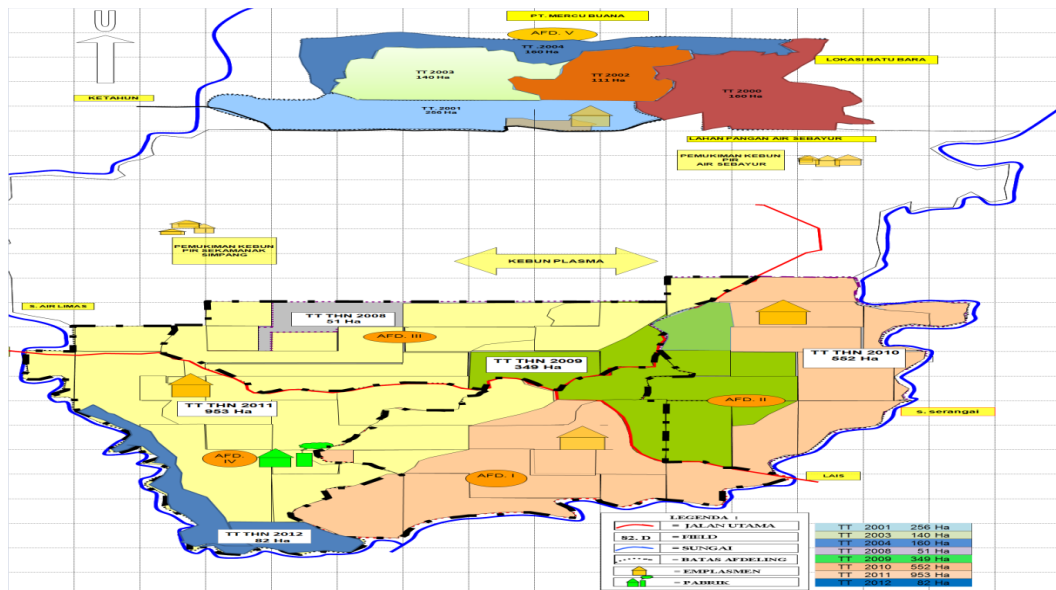 U
PT. MERCU BUANA
AFD. V
TT .2004
160 Ha
TT 2003
140 Ha
TT 2002
111 Ha
LOKASI BATU BARA
TT 2000
160 Ha
KETAHUN
TT. 2001
256 Ha
LAHAN PANGAN AIR SEBAYUR
PEMUKIMAN KEBUN
PIR
AIR SEBAYUR
PEMUKIMAN KEBUN
PIR SEKAMANAK
SIMPANG
KEBUN PLASMA
S. AIR LIMAS
TT THN 2008
51 Ha
AFD. III
TT THN 2009
349 Ha
TT THN 2010
552 Ha
TT THN 2011
953 Ha
AFD. II
s. serangai
AFD.
IV
AFD. I
LAIS
TT THN 2012
82 Ha
LEGENDA :
= JALAN UTAMA
S2. D = FIELD
= SUNGAI
= BATAS AFDELING
= EMPLASMEN
= PABRIK
TT 2001 256 Ha
TT 2003 140 Ha
TT 2004 160 Ha
TT 2008 51 Ha
TT 2009 349 Ha
TT 2010 552 Ha
TT 2011 953 Ha
TT 2012 82 Ha